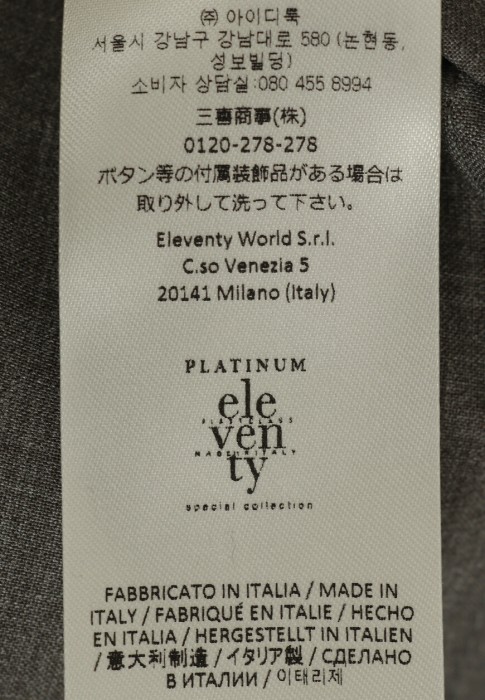 ㈜ 아이디룩
서울시 강남구 강남대로 580 (논현동,
성보빌딩)
소비자 상담실:080 455 8994
三喜商事(株)
0120-278-278
ボタン等の付属装飾品がある場合は
取り外して洗って下さい。
Eleventy World S.r.l.
C.so Venezia 5
20141 Milano (Italy)
PLATINUM
ele
ven
MADE IN ITALY
ty
special collection
FABBRICATO IN ITALIA / MADE IN
ITALY / FABRIQUÉ EN ITALIE / HECHO
EN ITALIA / HERGESTELLT IN ITALIEN
/ 意大利制造 / イタリア製 / СДЕЛАНО
В ИТАЛИИ / 이태리제